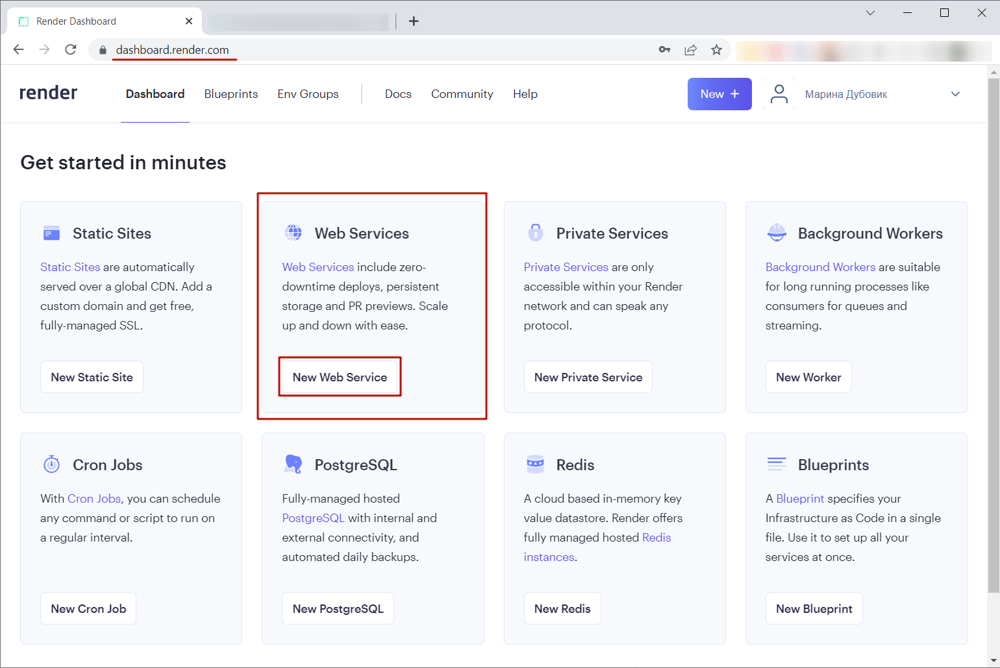 Render Dashboard
dashboard.render.com
render
Dashboard
Blueprints
Env Groups
Docs
Community
Help
New +
Марина Дубовик
Get started in minutes
Static Sites
Static Sites are automatically
served over a global CDN. Add a
custom domain and get free,
fully-managed SSL.
New Static Site
Web Services
Web Services include zero-
downtime deploys, persistent
storage and PR previews. Scale
up and down with ease.
New Web Service
Private Services
Private Services are only
accessible within your Render
network and can speak any
protocol.
New Private Service
Background Workers
Background Workers are suitable
for long running processes like
consumers for queues and
streaming.
New Worker
Cron Jobs
With Cron Jobs, you can schedule
any command or script to run on
a regular interval.
New Cron Job
PostgreSQL
Fully-managed hosted
PostgreSQL with internal and
external connectivity, and
automated daily backups.
New PostgreSQL
Redis
A cloud based in-memory key
value datastore. Render offers
fully managed hosted Redis
instances.
New Redis
Blueprints
A Blueprint specifies your
Infrastructure as Code in a single
file. Use it to set up all your
services at once.
New Blueprint